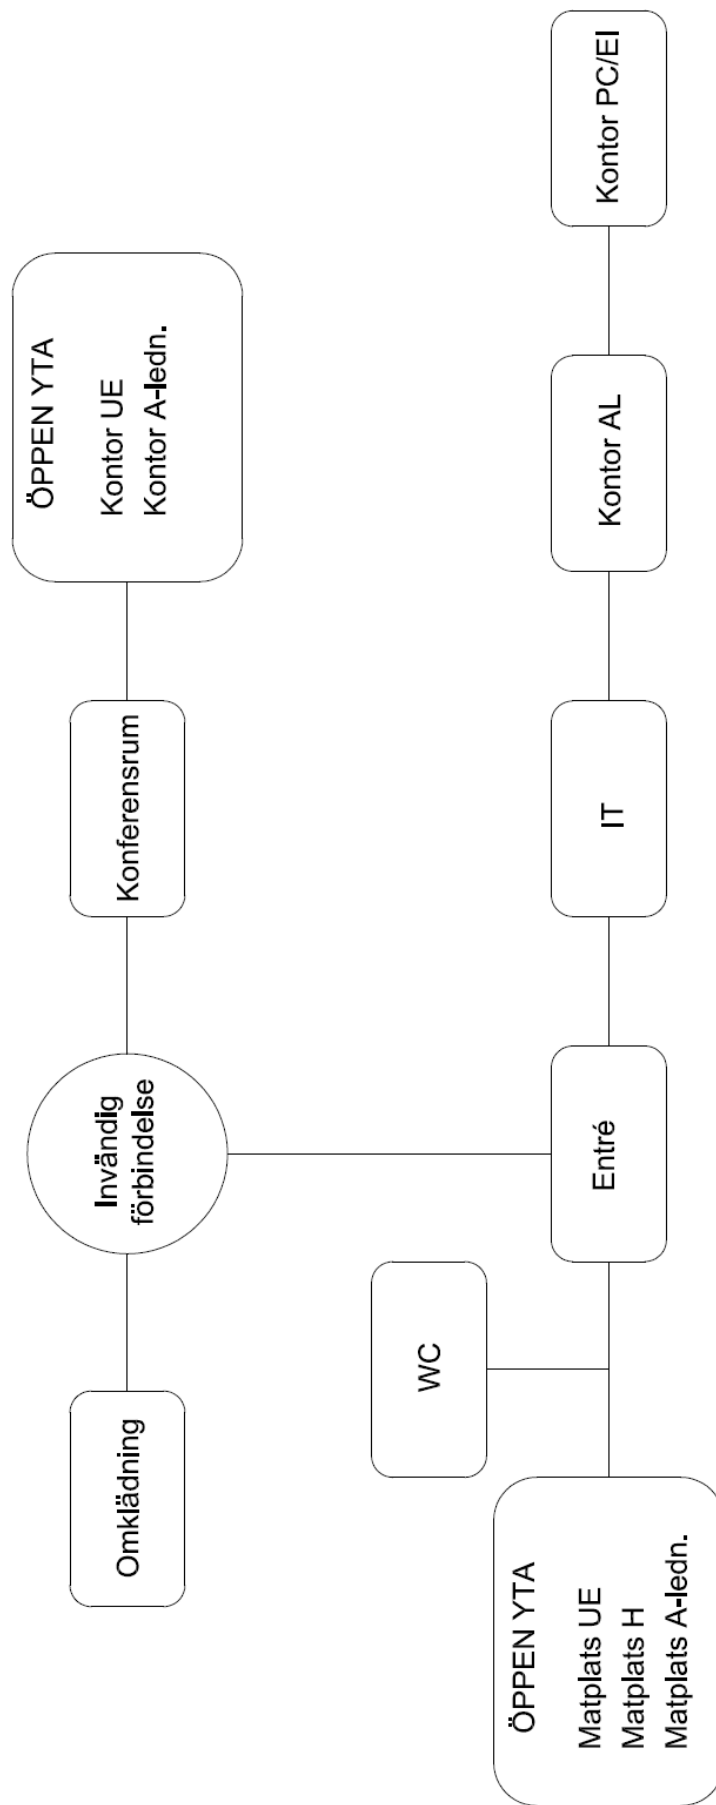 Omklädning
Invändig
förbindelse
Konferensrum
ÖPPEN YTA
Kontor UE
Kontor A-ledn.
WC
ÖPPEN YTA
Matplats UE
Matplats H
Matplats A-ledn.
Entré
IT
Kontor AL
Kontor PC/EI